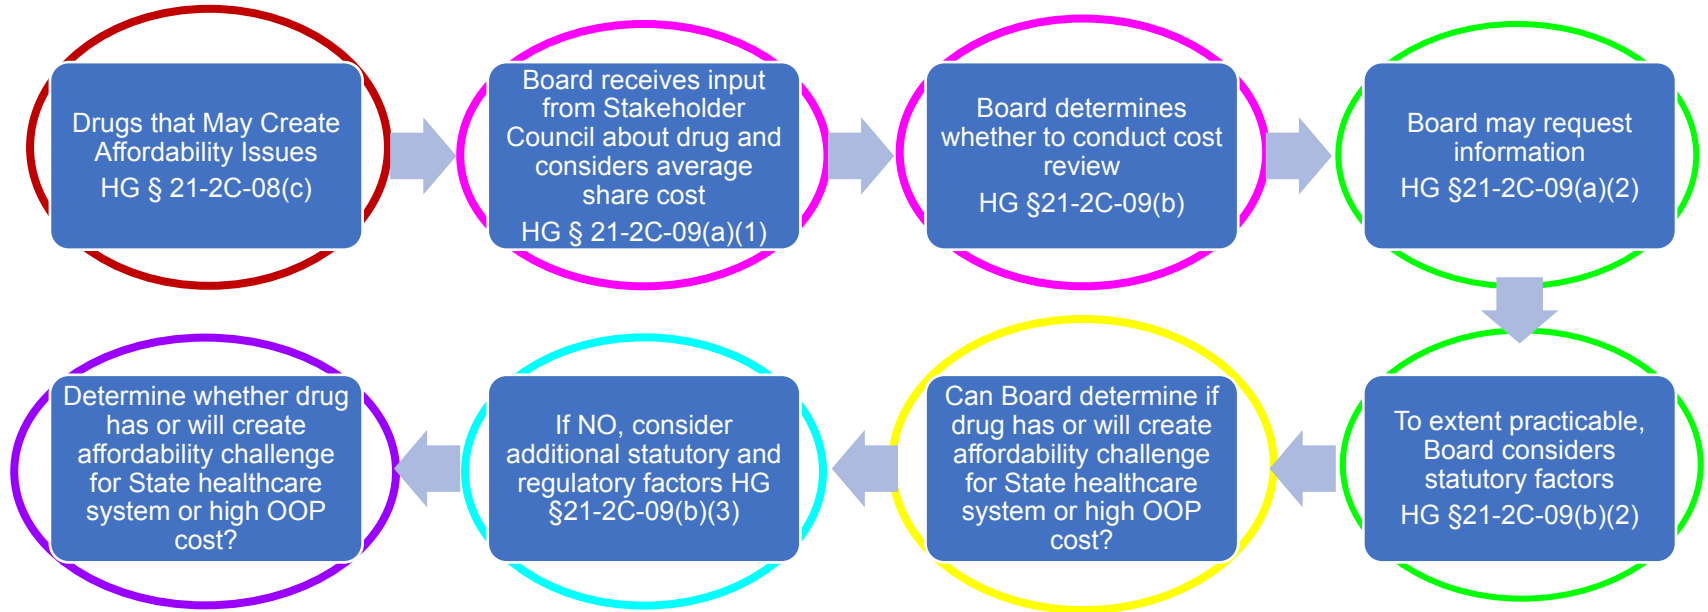 Drugs that May Create
Affordability Issues
HG § 21-2C-08(c)
Board receives input
from Stakeholder
Council about drug and
considers average
share cost
HG § 21-2C-09(a)(1)
Board determines
whether to conduct cost
review
HG §21-2C-09(b)
Board may request
information
HG §21-2C-09(a)(2)
To extent practicable,
Board considers
statutory factors
HG §21-2C-09(b)(2)
Can Board determine if
drug has or will create
affordability challenge
for State healthcare
system or high OOP
cost?
If NO, consider
additional statutory and
regulatory factors HG
§21-2C-09(b)(3)
Determine whether drug
has or will create
affordability challenge
for State healthcare
system or high OOP
cost?